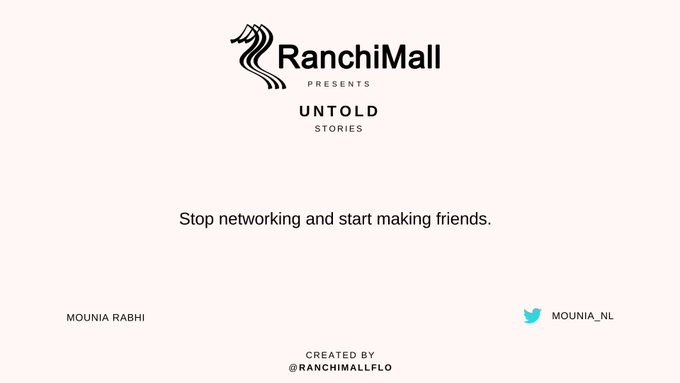 RanchiMall
PRESENTS
UNTOLD
STORIES
Stop networking and start making friends.
MOUNIA RABHI
MOUNIA_NL
CREATED BY
@RANCHIMALLFLO